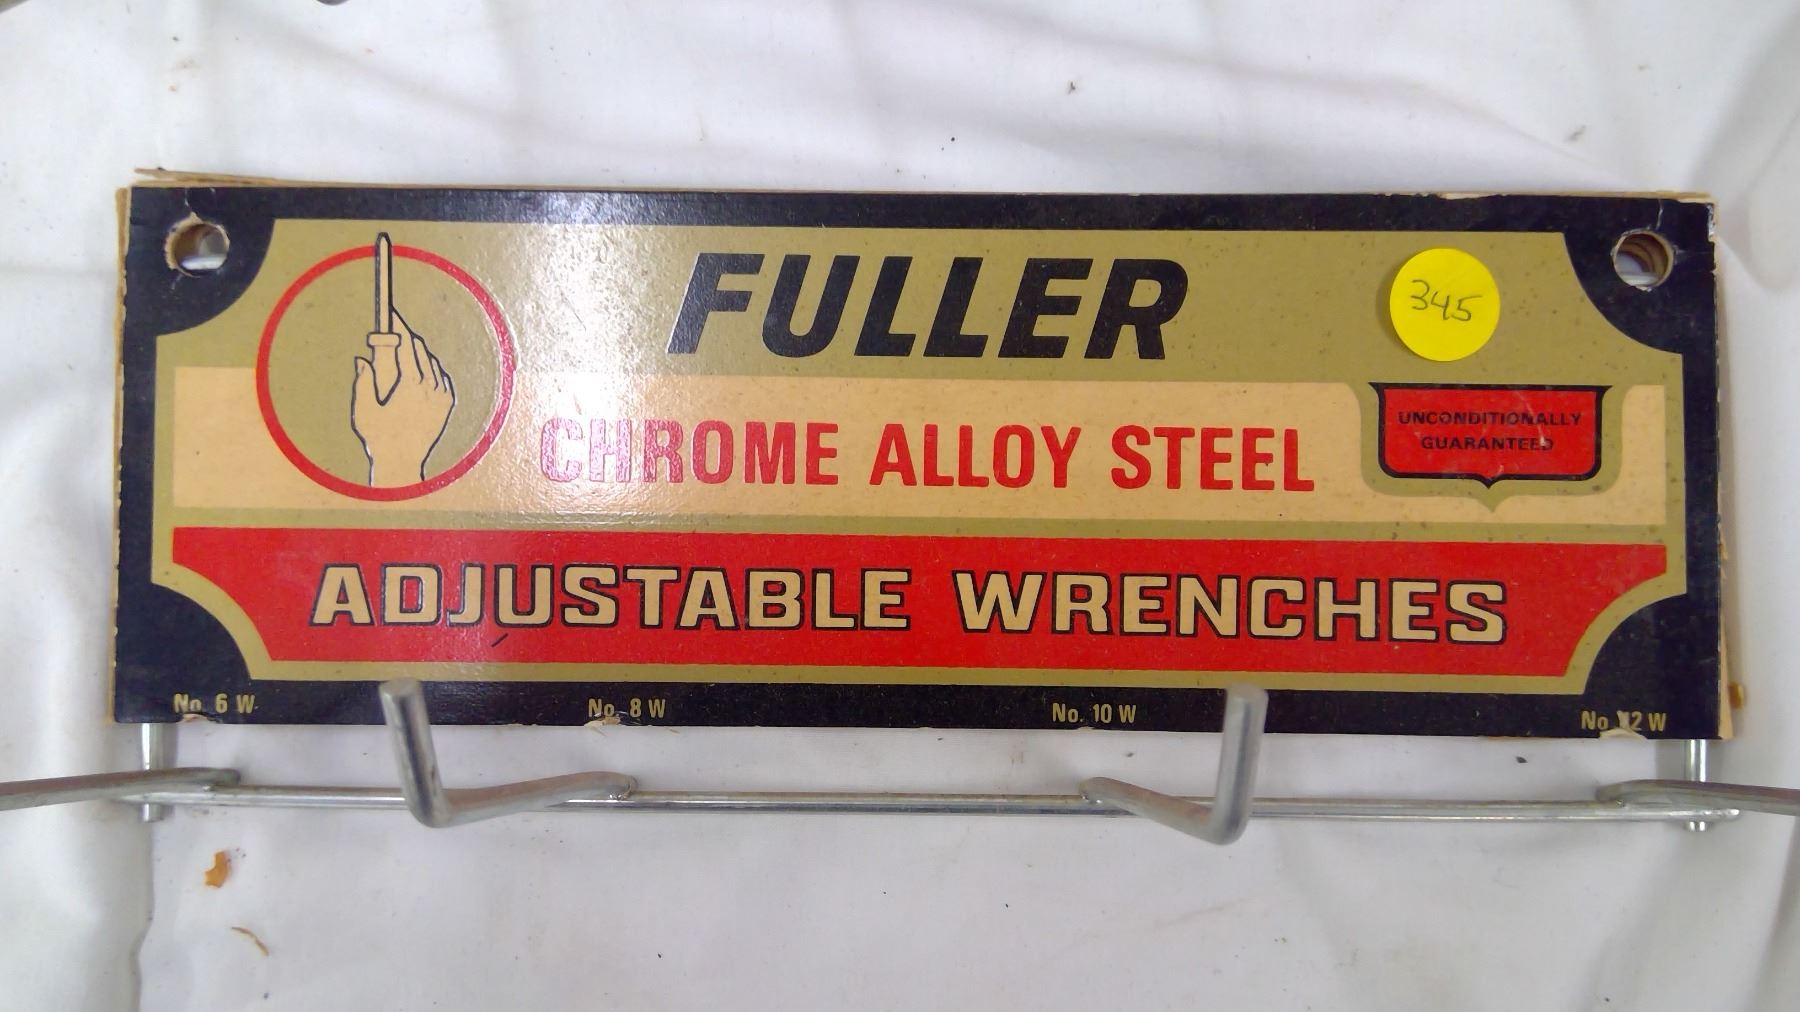 FULLER
345
CHROME ALLOY STEEL
UNCONDITIONALLY
GUARANTEED
ADJUSTABLE WRENCHES
No. 6 W
No. 8 W
No. 10 W
No. 12 W